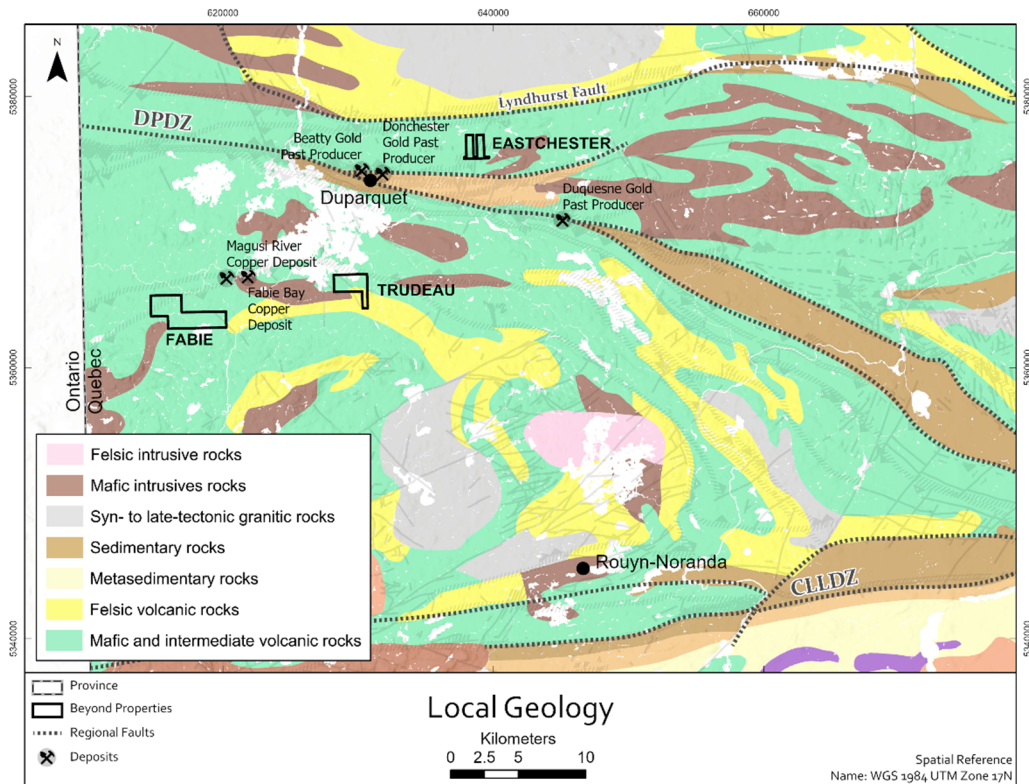 620000
640000
660000
N
5380000
5380000
Lyndhurst Fault
DPDZ
Beatty Gold
Past Producer
Donchester
Gold Past
Producer
EASTCHESTER
Duparquet
Duquesne Gold
Past Producer
Magusi River
Copper Deposit
Fabie Bay
Copper
Deposit
TRUDEAU
FABIE
5360000
5360000
Ontario
Quebec
Felsic intrusive rocks
Mafic intrusives rocks
Syn- to late-tectonic granitic rocks
Sedimentary rocks
Metasedimentary rocks
Felsic volcanic rocks
Mafic and intermediate volcanic rocks
Rouyn-Noranda
CLLDZ
5340000
5340000
Province
Beyond Properties
Regional Faults
Deposits
Local Geology
Kilometers
0 2.5 5 10
Spatial Reference
Name: WGS 1984 UTM Zone 17N